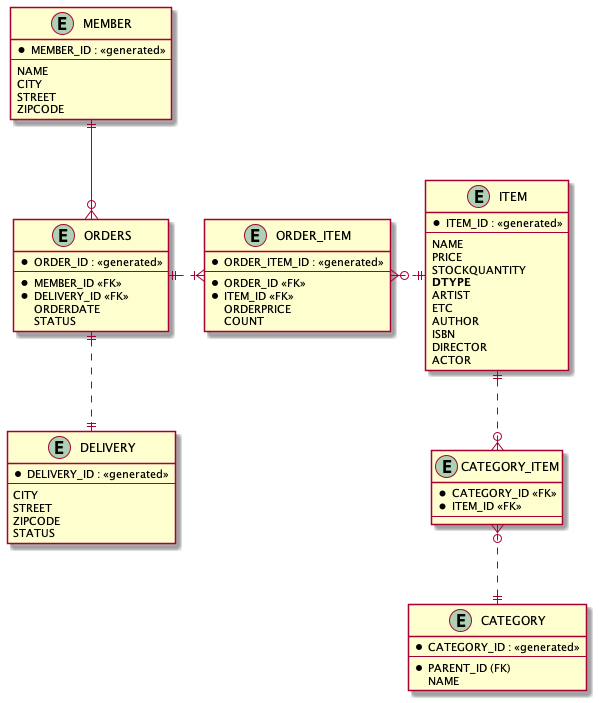 E MEMBER
MEMBER_ID : «generated»
NAME
CITY
STREET
ZIPCODE
E ORDERS
ORDER_ID : «generated»
MEMBER_ID «FK»
DELIVERY_ID «FK»
ORDERDATE
STATUS
E ORDER_ITEM
ORDER_ITEM_ID : «generated»
ORDER_ID «FK»
ITEM_ID «FK»
ORDERPRICE
COUNT
E ITEM
ITEM_ID : «generated»
NAME
PRICE
STOCKQUANTITY
DTYPE
ARTIST
ETC
AUTHOR
ISBN
DIRECTOR
ACTOR
E DELIVERY
DELIVERY_ID : «generated»
CITY
STREET
ZIPCODE
STATUS
E CATEGORY_ITEM
CATEGORY_ID «FK»
ITEM_ID «FK»
E CATEGORY
CATEGORY_ID : «generated»
PARENT_ID (FK)
NAME